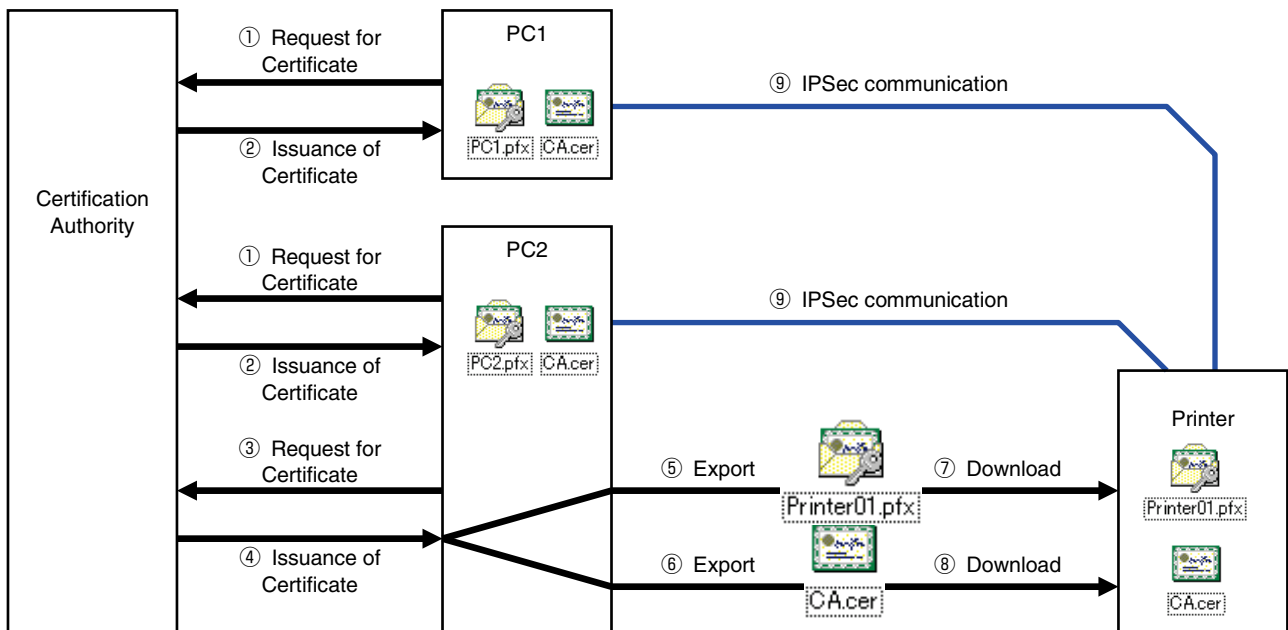 ① Request for
Certificate
PC1
⑨ IPSec communication
PC1.pfx
CA.cer
② Issuance of
Certificate
Certification
Authority
① Request for
Certificate
PC2
⑨ IPSec communication
PC2.pfx
CA.cer
② Issuance of
Certificate
③ Request for
Certificate
⑤ Export
Printer01.pfx
⑦ Download
Printer
Printer01.pfx
④ Issuance of
Certificate
⑥ Export
CA.cer
⑧ Download
CA.cer